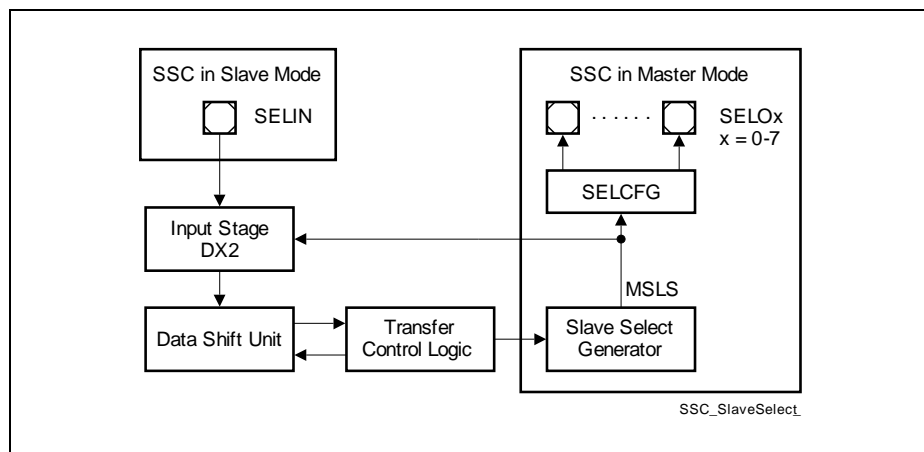 SSC in Slave Mode
SELIN
SSC in Master Mode
. . . . . .
SELOx
x = 0-7
SELCFG
Input Stage
DX2
MSLS
Data Shift Unit
Transfer
Control Logic
Slave Select
Generator
SSC_SlaveSelect_